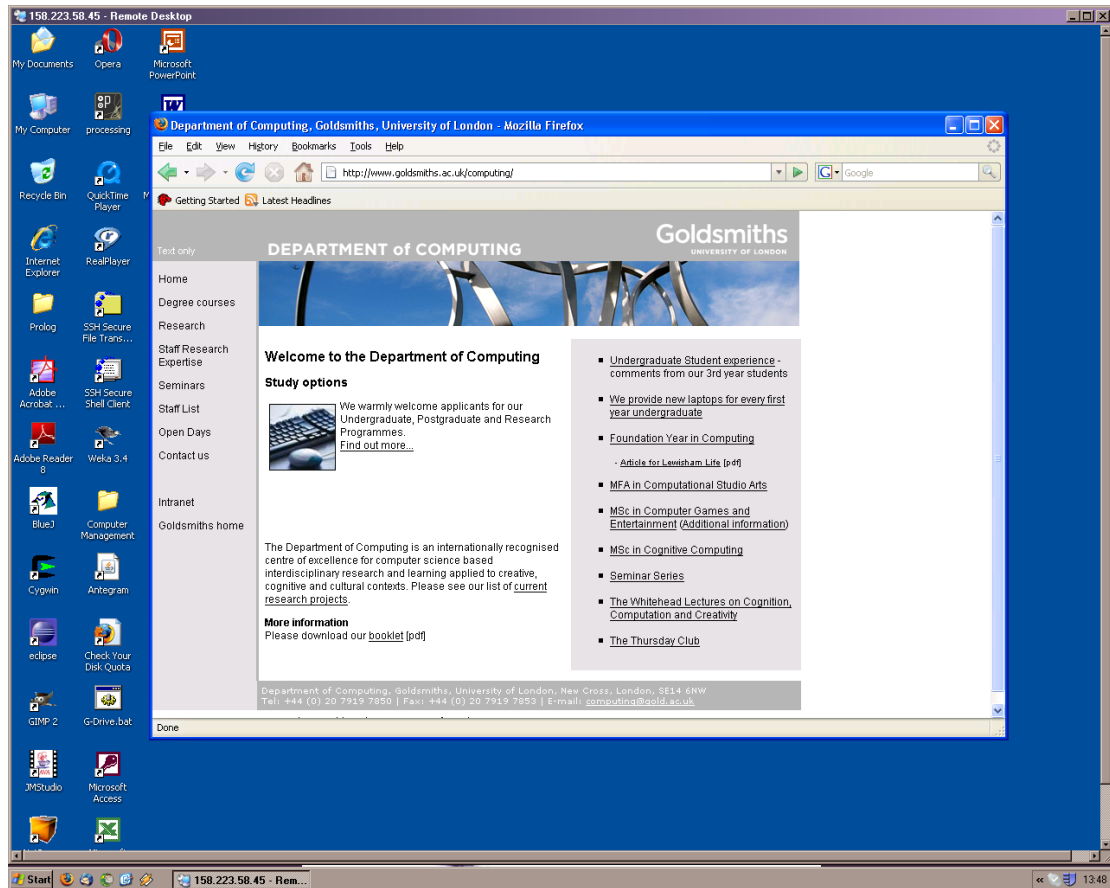 158.223.58.45 - Remote Desktop
My Documents
Opera
Microsoft
PowerPoint
My Computer
processing
Recycle Bin
QuickTime
Player
M
Internet
Explorer
RealPlayer
Prolog
SSH Secure
File Trans...
Adobe
Acrobat ...
SSH Secure
Shell Client
Adobe Reader
8
Weka 3.4
BlueJ
Computer
Management
Cygwin
Antegram
eclipse
Check Your
Disk Quota
GIMP 2
G-Drive.bat
JMStudio
Microsoft
Access
Department of Computing, Goldsmiths, University of London - Mozilla Firefox
File Edit View History Bookmarks Tools Help
http://www.goldsmiths.ac.uk/computing/
G Google
Getting Started Latest Headlines
Text only
DEPARTMENT of COMPUTING
Goldsmiths
UNIVERSITY OF LONDON
Home
Degree courses
Research
Staff Research
Expertise
Seminars
Staff List
Open Days
Contact us
Intranet
Goldsmiths home
Welcome to the Department of Computing
Study options
We warmly welcome applicants for our
Undergraduate, Postgraduate and Research
Programmes.
Find out more...
The Department of Computing is an internationally recognised
centre of excellence for computer science based
interdisciplinary research and learning applied to creative,
cognitive and cultural contexts. Please see our list of current
research projects.
More information
Please download our booklet [pdf]
Undergraduate Student experience -
comments from our 3rd year students
We provide new laptops for every first
year undergraduate
Foundation Year in Computing
- Article for Lewisham Life [pdf]
MFA in Computational Studio Arts
MSc in Computer Games and
Entertainment (Additional information)
MSc in Cognitive Computing
Seminar Series
The Whitehead Lectures on Cognition,
Computation and Creativity
The Thursday Club
Department of Computing, Goldsmiths, University of London, New Cross, London, SE14 6NW
Tel: +44 (0) 20 7919 7850 | Fax: +44 (0) 20 7919 7853 | E-mail: computing@gold.ac.uk
Done
Start
158.223.58.45 - Rem...
13:48